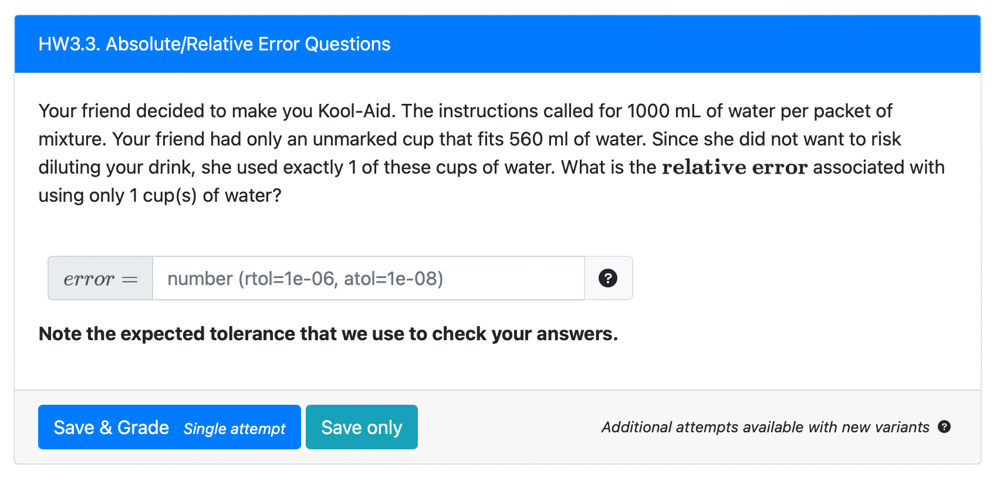 HW3.3. Absolute/Relative Error Questions
Your friend decided to make you Kool-Aid. The instructions called for 1000 mL of water per packet of
mixture. Your friend had only an unmarked cup that fits 560 ml of water. Since she did not want to risk
diluting your drink, she used exactly 1 of these cups of water. What is the relative error associated with
using only 1 cup(s) of water?
error = number (rtol=1e-06, atol=1e-08) ?
Note the expected tolerance that we use to check your answers.
Save & Grade Single attempt Save only Additional attempts available with new variants ?